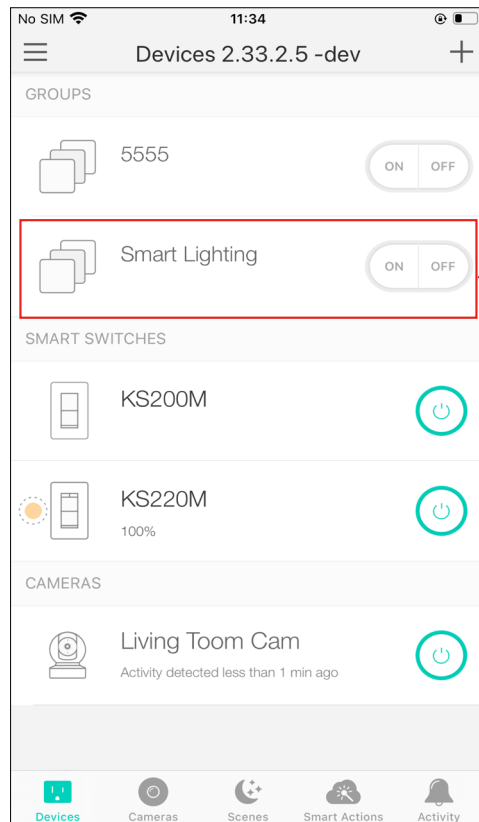 No SIM 11:34
Devices 2.33.2.5 -dev
GROUPS
5555
ON OFF
Smart Lighting
ON OFF
SMART SWITCHES
KS200M
KS220M
100%
CAMERAS
Living Toom Cam
Activity detected less than 1 min ago
Devices Cameras Scenes Smart Actions Activity